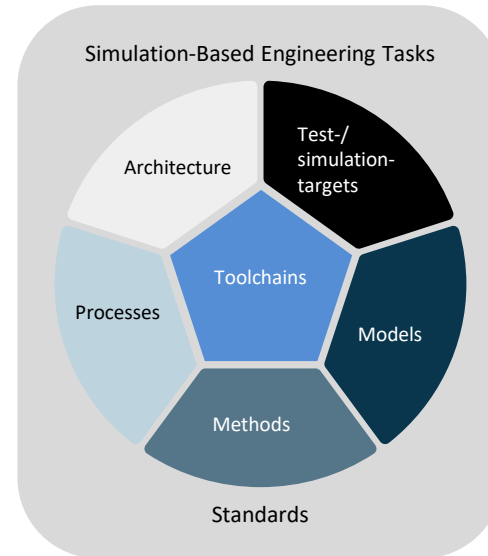 Simulation-Based Engineering Tasks
Test-/
simulation-
targets
Architecture
Toolchains
Processes
Models
Methods
Standards